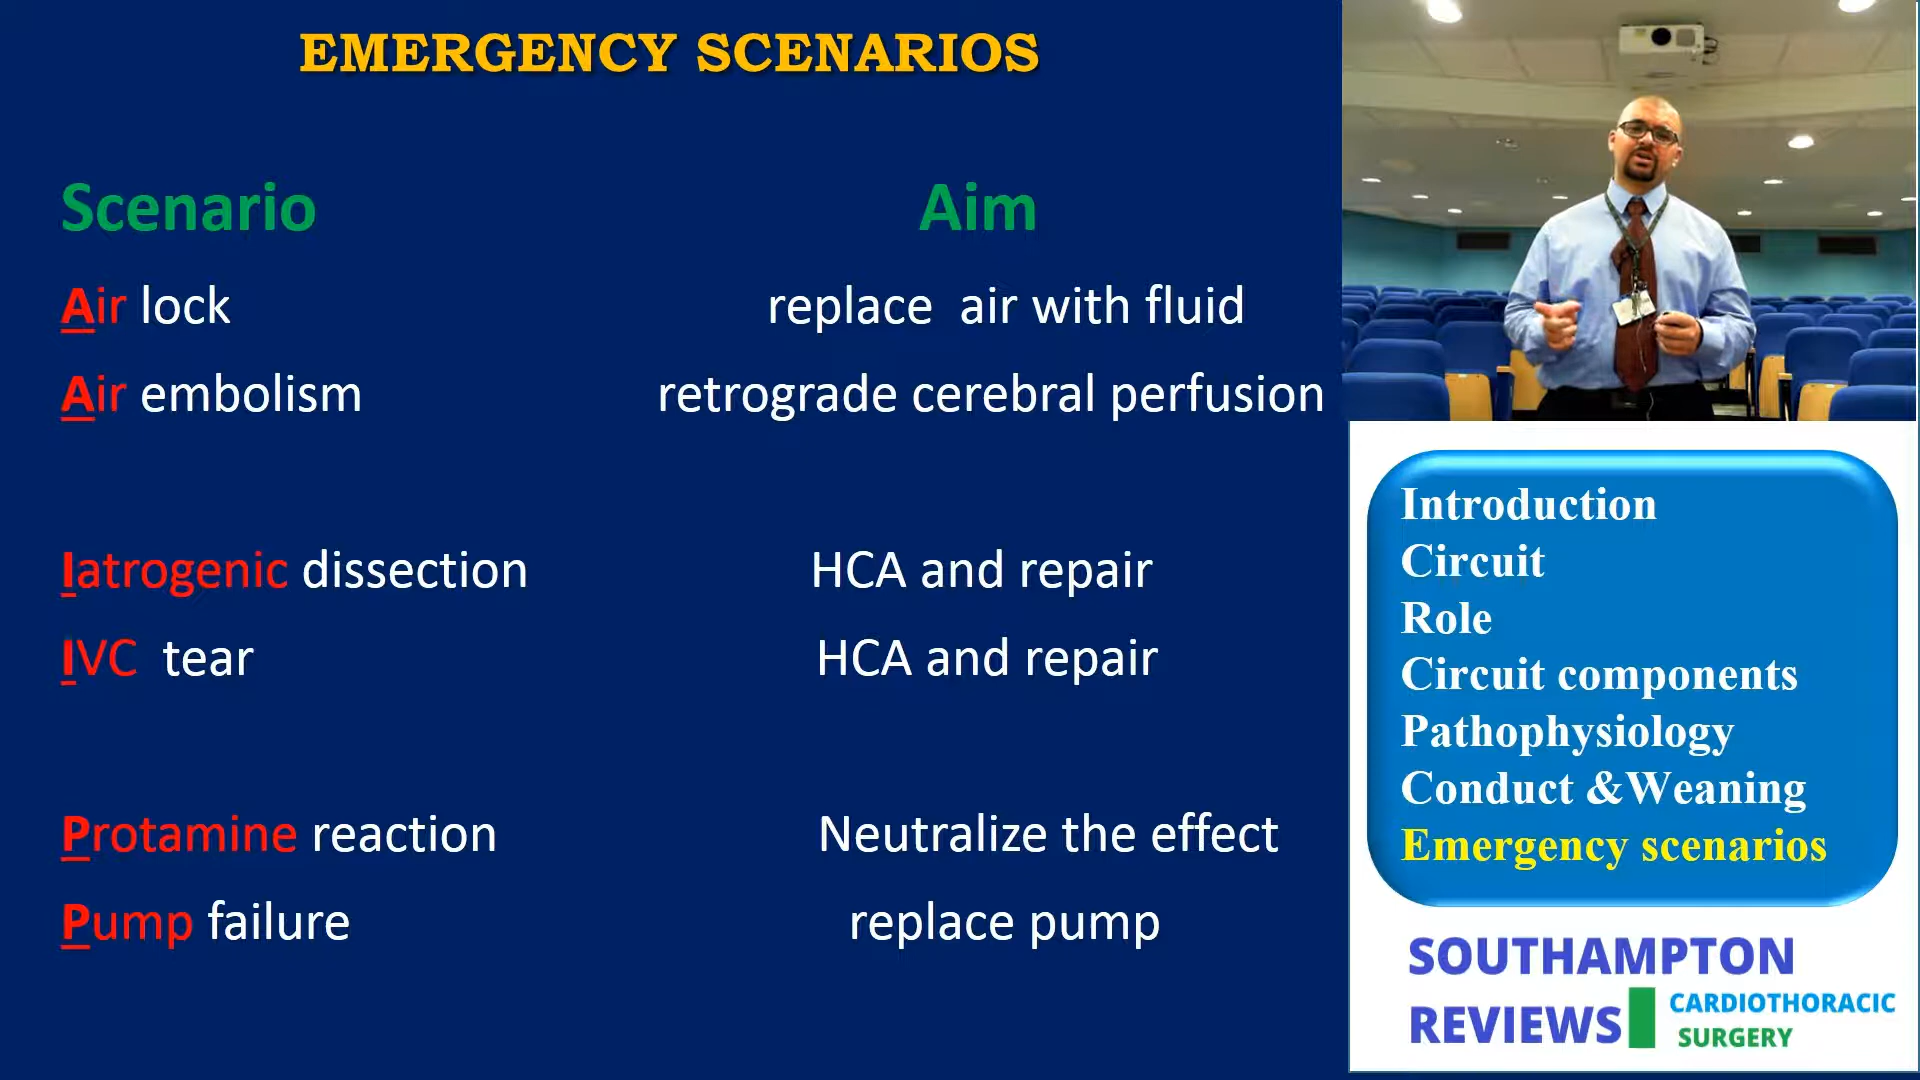 EMERGENCY SCENARIOS
Scenario Aim
Air lock replace air with fluid
Air embolism retrograde cerebral perfusion
Iatrogenic dissection HCA and repair
IVC tear HCA and repair
Protamine reaction Neutralize the effect
Pump failure replace pump
Introduction
Circuit
Role
Circuit components
Pathophysiology
Conduct &Weaning
Emergency scenarios
SOUTHAMPTON
REVIEWS CARDIOTHORACIC
SURGERY